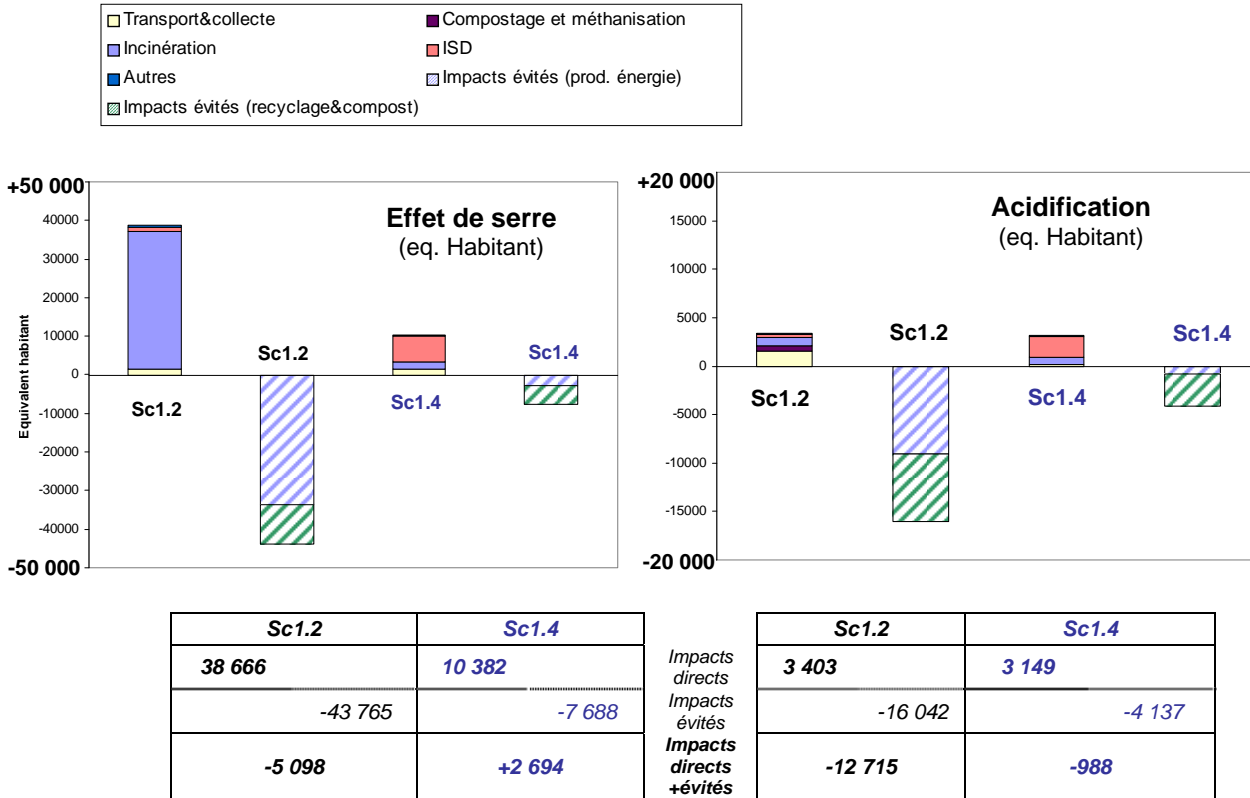 Transport&collecte
Compostage et méthanisation
Incinération
ISD
Autres
Impacts évités (prod. énergie)
Impacts évités (recyclage&compost)
+50 000
40000
30000
20000
10000
0
-10000
-20000
-30000
-40000
-50 000
Equivalent habitant
Effet de serre
(eq. Habitant)
Sc1.2
Sc1.2
Sc1.4
Sc1.4
+20 000
15000
10000
5000
0
-5000
-10000
-15000
-20 000
Acidification
(eq. Habitant)
Sc1.2
Sc1.2
Sc1.4
Sc1.4
Sc1.2 Sc1.4 Sc1.2 Sc1.4
38 666 10 382 Impacts directs 3 403 3 149
-43 765 -7 688 Impacts évités -16 042 -4 137
-5 098 +2 694 Impacts directs +évités -12 715 -988